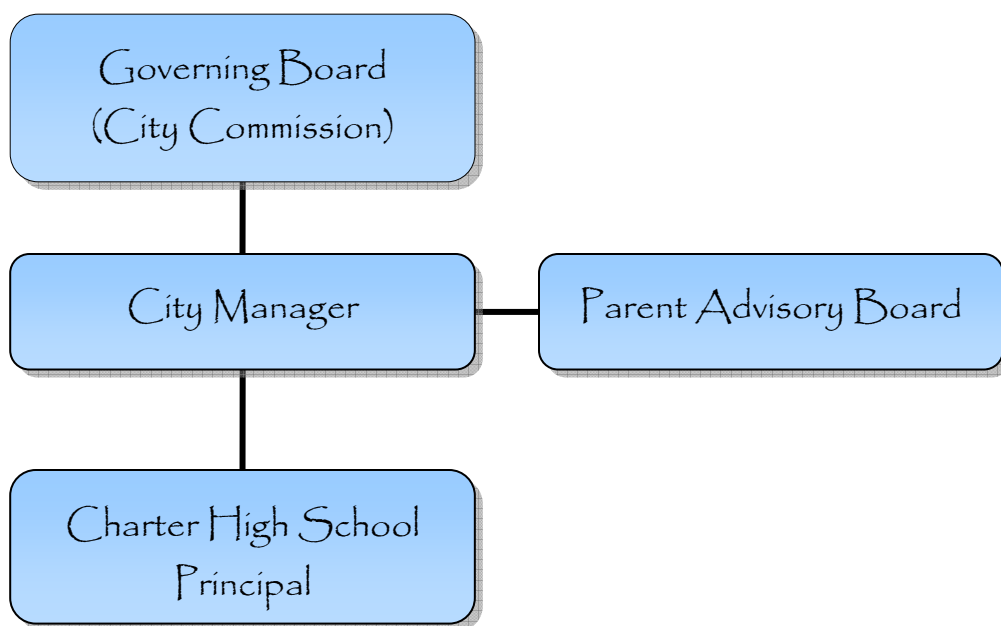 Governing Board
(City Commission)
City Manager
Parent Advisory Board
Charter High School
Principal